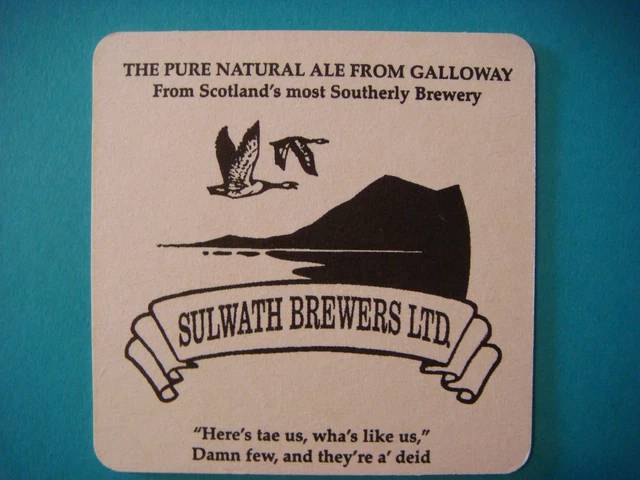 THE PURE NATURAL ALE FROM GALLOWAY
From Scotland's most Southerly Brewery
SULWATH BREWERS LTD.
"Here's tae us, wha's like us,"
Damn few, and they're a' deid